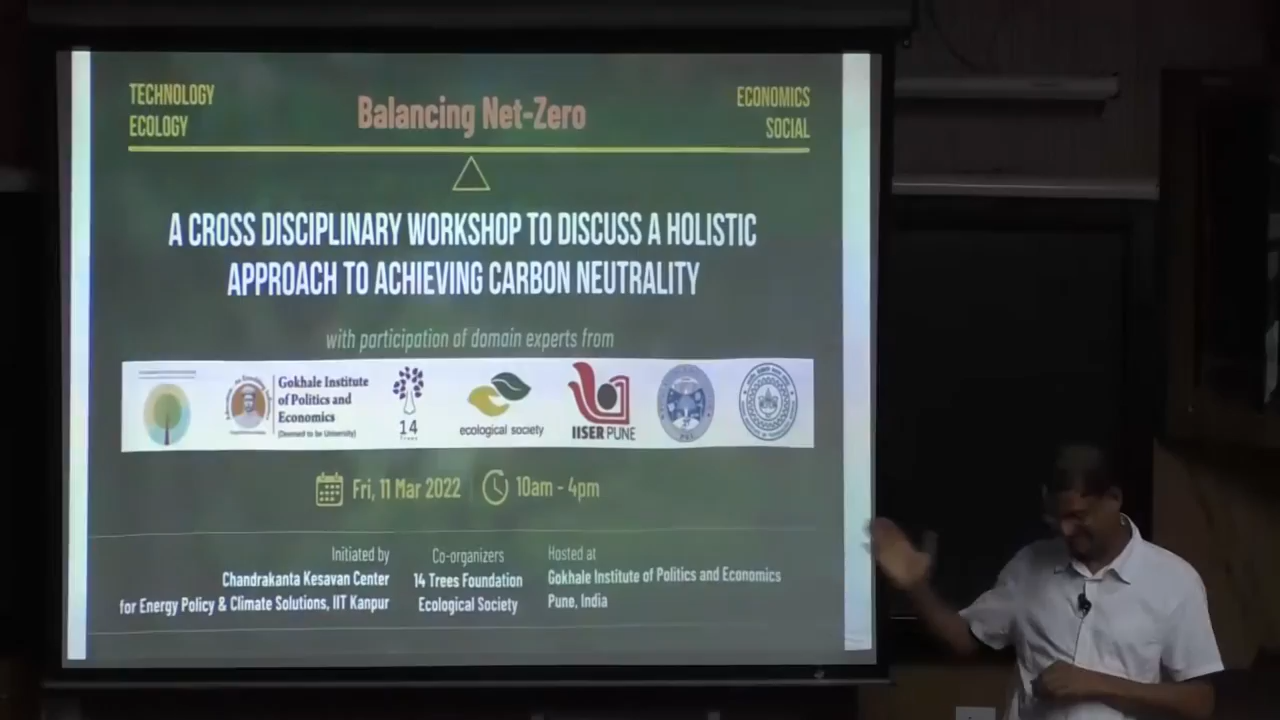 TECHNOLOGY
ECOLOGY
Balancing Net-Zero
ECONOMICS
SOCIAL
A CROSS DISCIPLINARY WORKSHOP TO DISCUSS A HOLISTIC
APPROACH TO ACHIEVING CARBON NEUTRALITY
with participation of domain experts from
Gokhale Institute
of Politics and
Economics
(Deemed to be University)
14
Trees
ecological society
IISER PUNE
Fri, 11 Mar 2022
10am - 4pm
Initiated by
Chandrakanta Kesavan Center
for Energy Policy & Climate Solutions, IIT Kanpur
Co-organizers
14 Trees Foundation
Ecological Society
Hosted at
Gokhale Institute of Politics and Economics
Pune, India